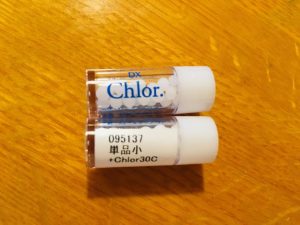 DX
Chlor.
095137
単品小
+Chlor30C